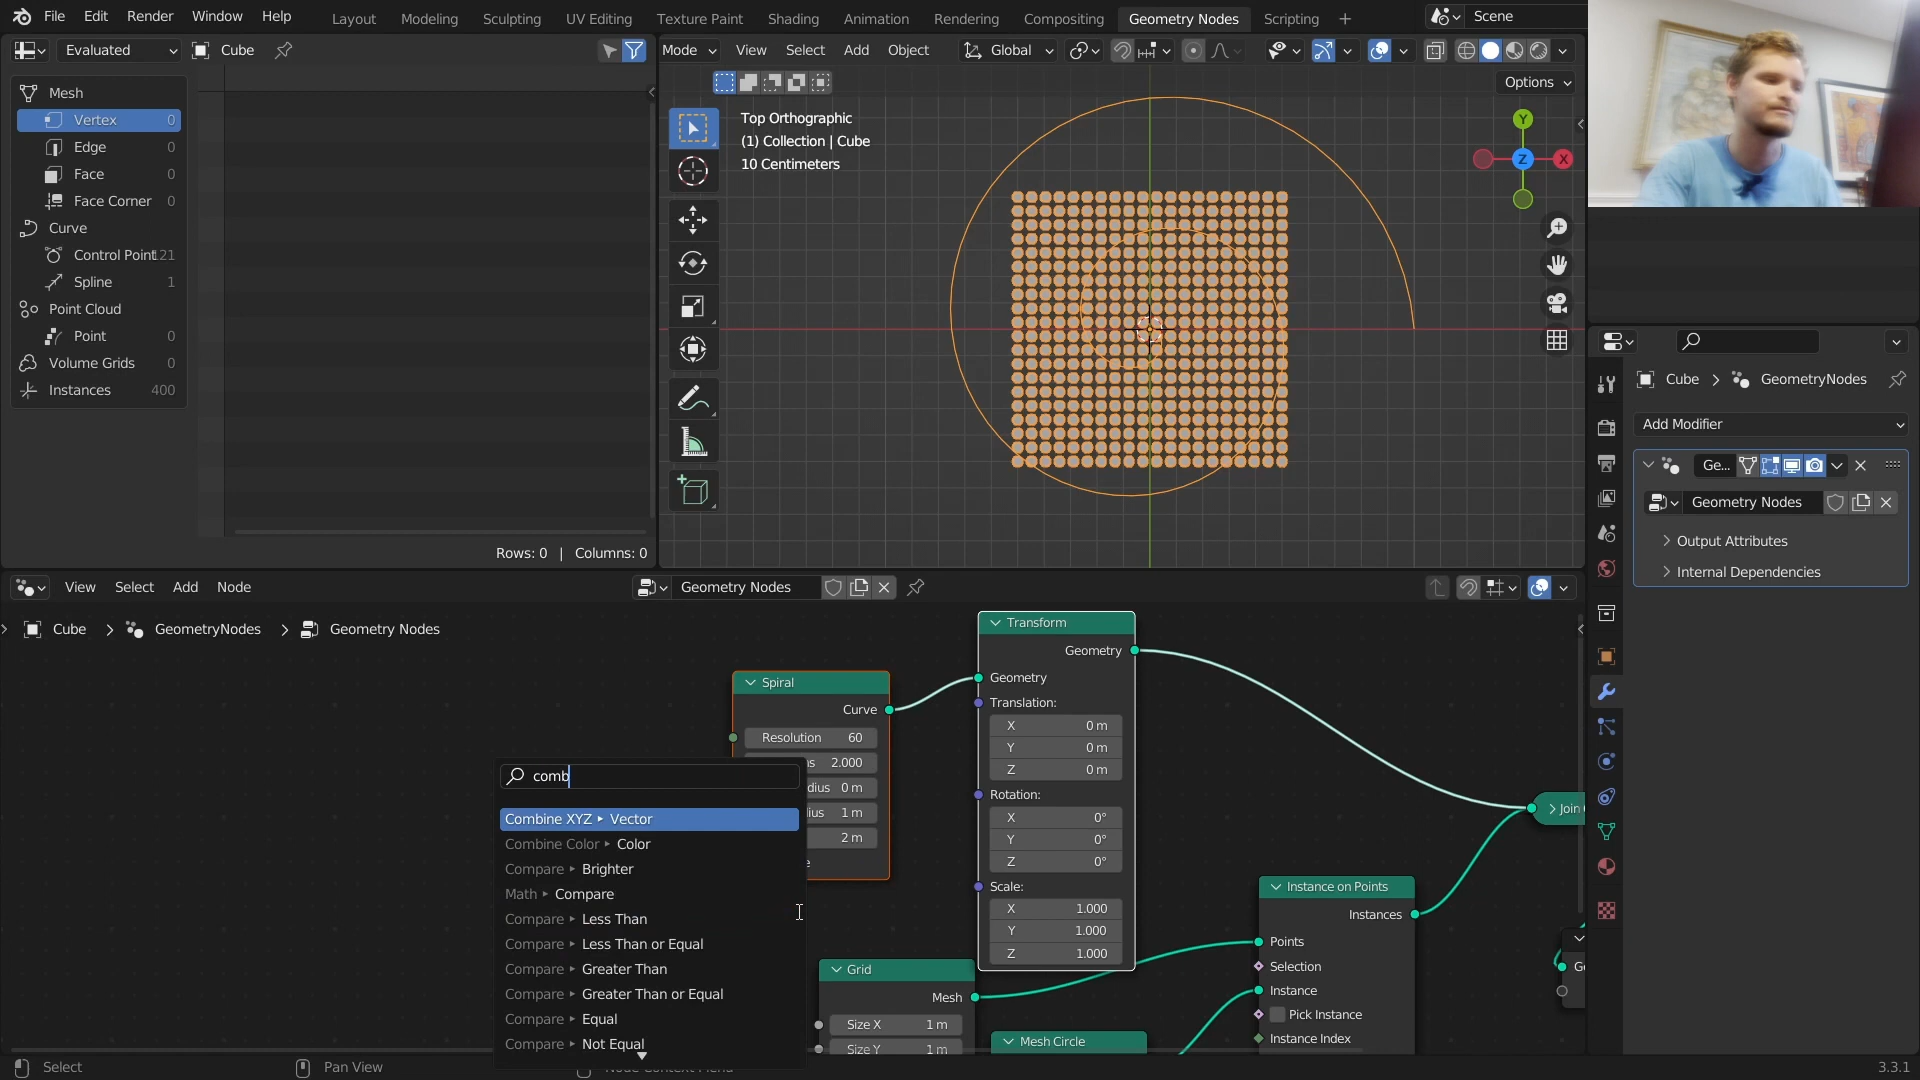 File Edit Render Window Help
Layout Modeling Sculpting UV Editing Texture Paint Shading Animation Rendering Compositing Geometry Nodes Scripting
Scene
Evaluated
Cube
Mode View Select Add Object
Global
Options
Mesh
Vertex 0
Edge 0
Face 0
Face Corner 0
Curve
Control Point 121
Spline 1
Point Cloud
Point 0
Volume Grids 0
Instances 400
Rows: 0 | Columns: 0
Top Orthographic
(1) Collection | Cube
10 Centimeters
Y
Z
X
Cube
GeometryNodes
Add Modifier
Ge...
Geometry Nodes
Output Attributes
Internal Dependencies
View Select Add Node
Geometry Nodes
Cube
GeometryNodes
Geometry Nodes
Spiral
Curve
Resolution 60
s 2.000
dius 0 m
ius 1 m
2 m
comb
Combine XYZ ▸ Vector
Combine Color ▸ Color
Compare ▸ Brighter
Math ▸ Compare
Compare ▸ Less Than
Compare ▸ Less Than or Equal
Compare ▸ Greater Than
Compare ▸ Greater Than or Equal
Compare ▸ Equal
Compare ▸ Not Equal
Transform
Geometry
Geometry
Translation:
X 0 m
Y 0 m
Z 0 m
Rotation:
X 0°
Y 0°
Z 0°
Scale:
X 1.000
Y 1.000
Z 1.000
Grid
Mesh
Size X 1 m
Size Y 1 m
Mesh Circle
Instance on Points
Instances
Points
Selection
Instance
Pick Instance
Instance Index
Join
Ge
Select
Pan View
3.3.1